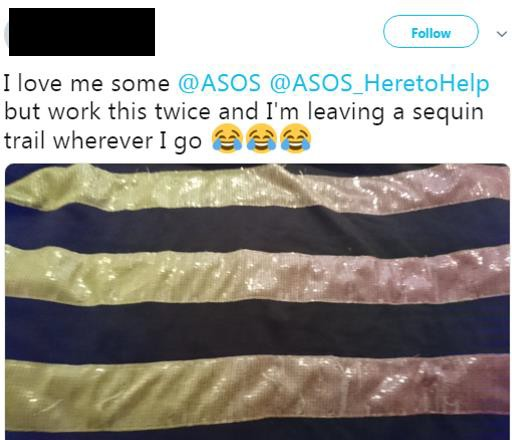 Follow
I love me some @ASOS @ASOS_HeretoHelp
but work this twice and I'm leaving a sequin
trail wherever I go 😂😂😂